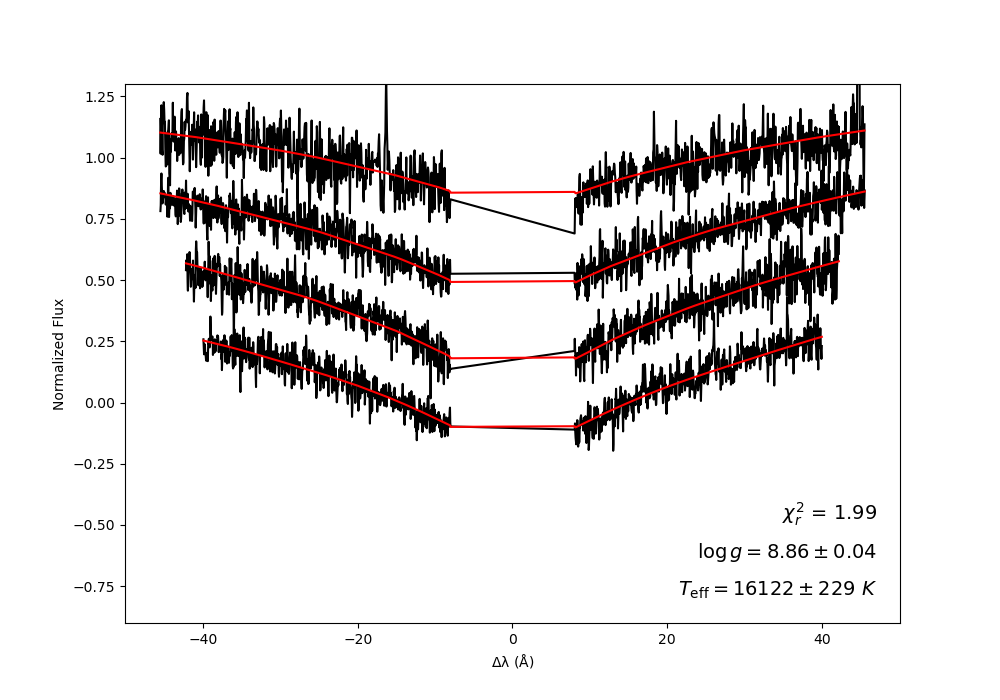 1.25
1.00
0.75
0.50
0.25
0.00
−0.25
−0.50
−0.75
Normalized Flux
χ²ᵣ = 1.99
log g = 8.86 ± 0.04
T_eff = 16122 ± 229 K
−40 −20 0 20 40
Δλ (Å)